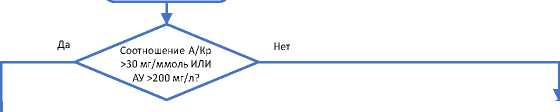 Да
Нет
Соотношение А/Кр
>30 мг/ммоль ИЛИ
АУ >200 мг/л?